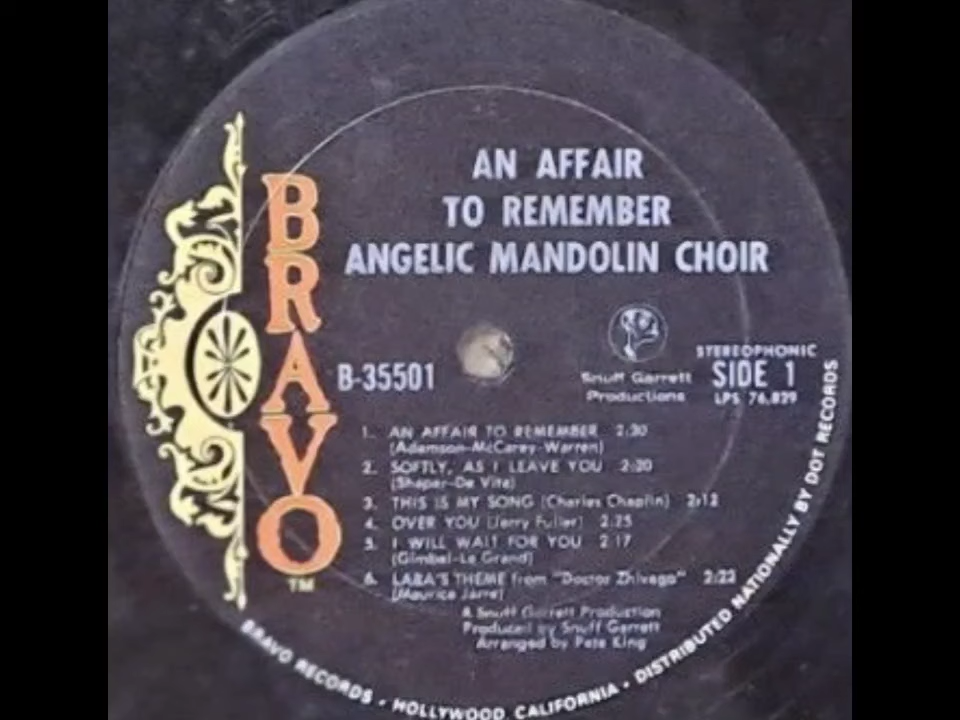 AN AFFAIR
TO REMEMBER
ANGELIC MANDOLIN CHOIR
BRAVO
TM
B-35501
Snuff Garrett
Productions
STEREOPHONIC
SIDE 1
LPS 76,829
1. AN AFFAIR TO REMEMBER 2:30
(Adamson-McCarey-Warren)
2. SOFTLY, AS I LEAVE YOU 2:20
(Shaper-De Vita)
3. THIS IS MY SONG (Charles Chaplin) 2:12
4. OVER YOU (Jerry Fuller) 2:25
5. I WILL WAIT FOR YOU 2:17
(Gimbel-Le Grand)
6. LARA'S THEME from "Doctor Zhivago" 2:22
(Maurice Jarre)
A Snuff Garrett Production
Produced by Snuff Garrett
Arranged by Pete King
BRAVO RECORDS • HOLLYWOOD, CALIFORNIA • DISTRIBUTED NATIONALLY BY DOT RECORDS